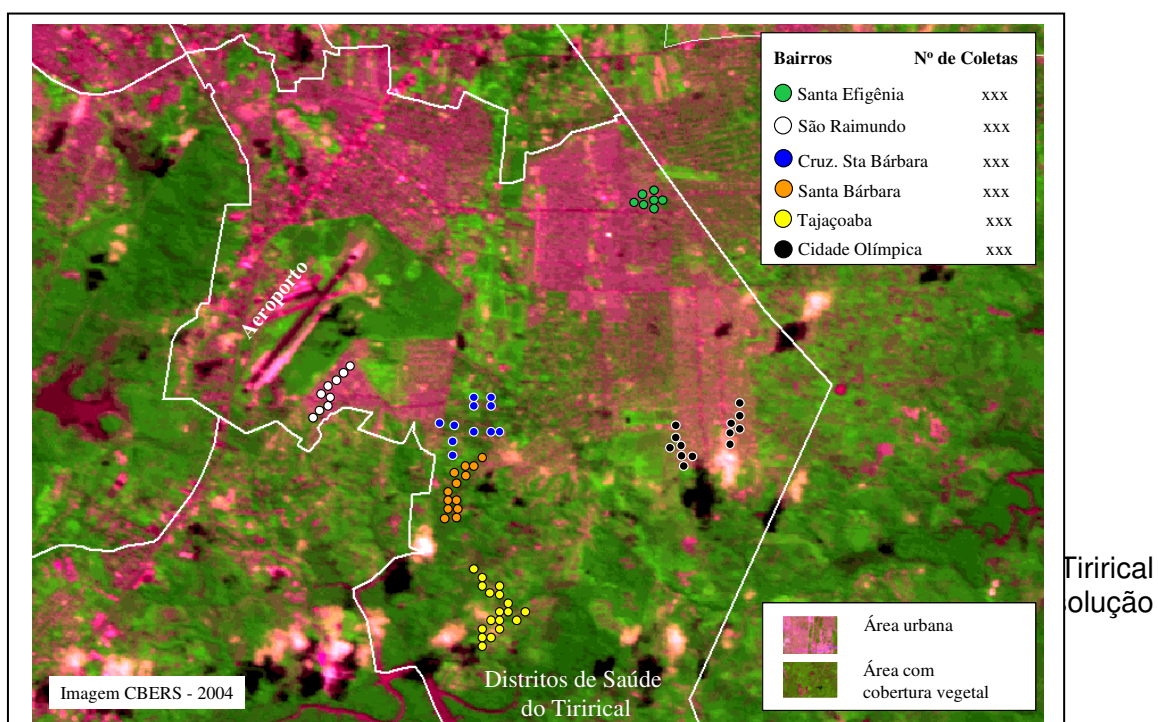 Bairros Nº de Coletas
Santa Efigênia xxx
São Raimundo xxx
Cruz. Sta Bárbara xxx
Santa Bárbara xxx
Tajaçoaba xxx
Cidade Olímpica xxx
Aeroporto
Tirirical
solução
Área urbana
Área com
cobertura vegetal
Distritos de Saúde
do Tirirical
Imagem CBERS - 2004